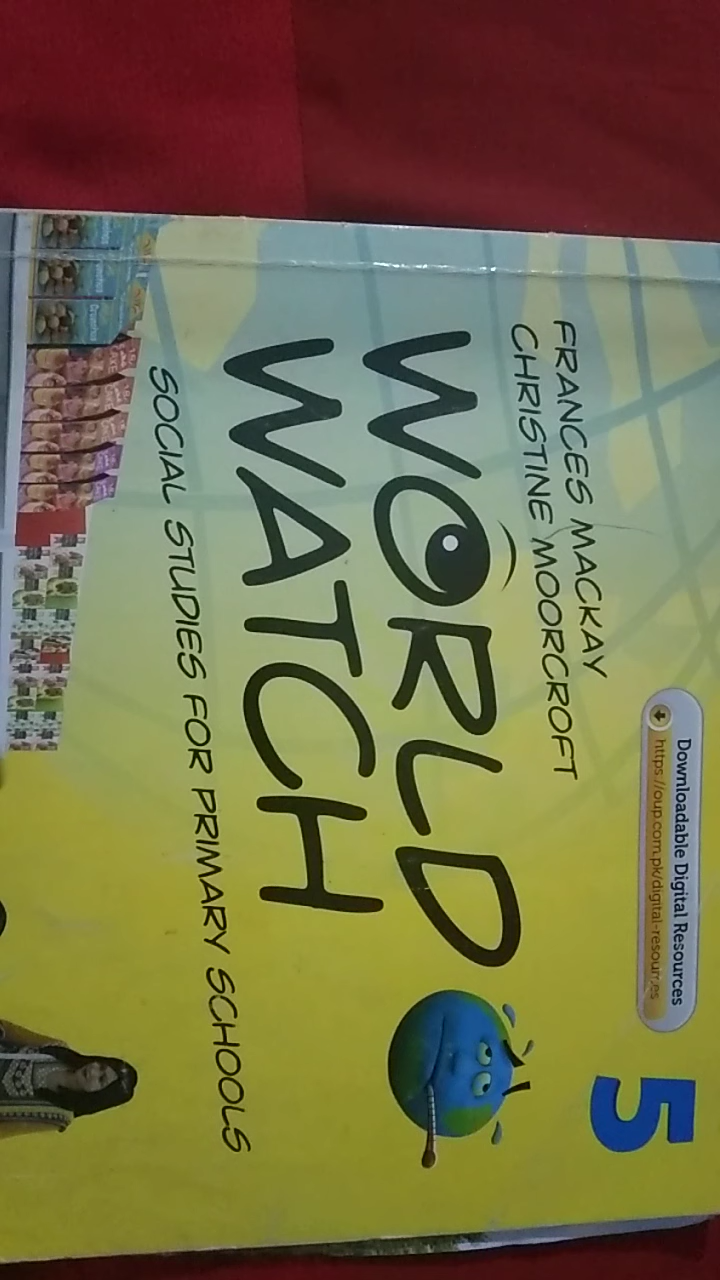 Downloadable Digital Resources
https://oup.com.pk/digital-resources
5
FRANCES MACKAY
CHRISTINE MOORCROFT
WORLD
WATCH
SOCIAL STUDIES FOR PRIMARY SCHOOLS